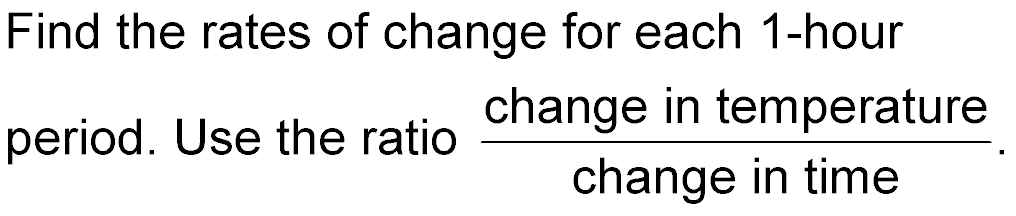 Find the rates of change for each 1-hour
period. Use the ratio change in temperature / change in time.